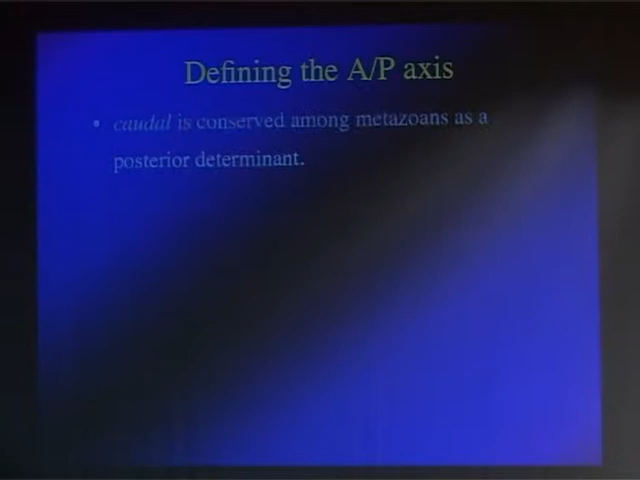 Defining the A/P axis
• caudal is conserved among metazoans as a
posterior determinant.